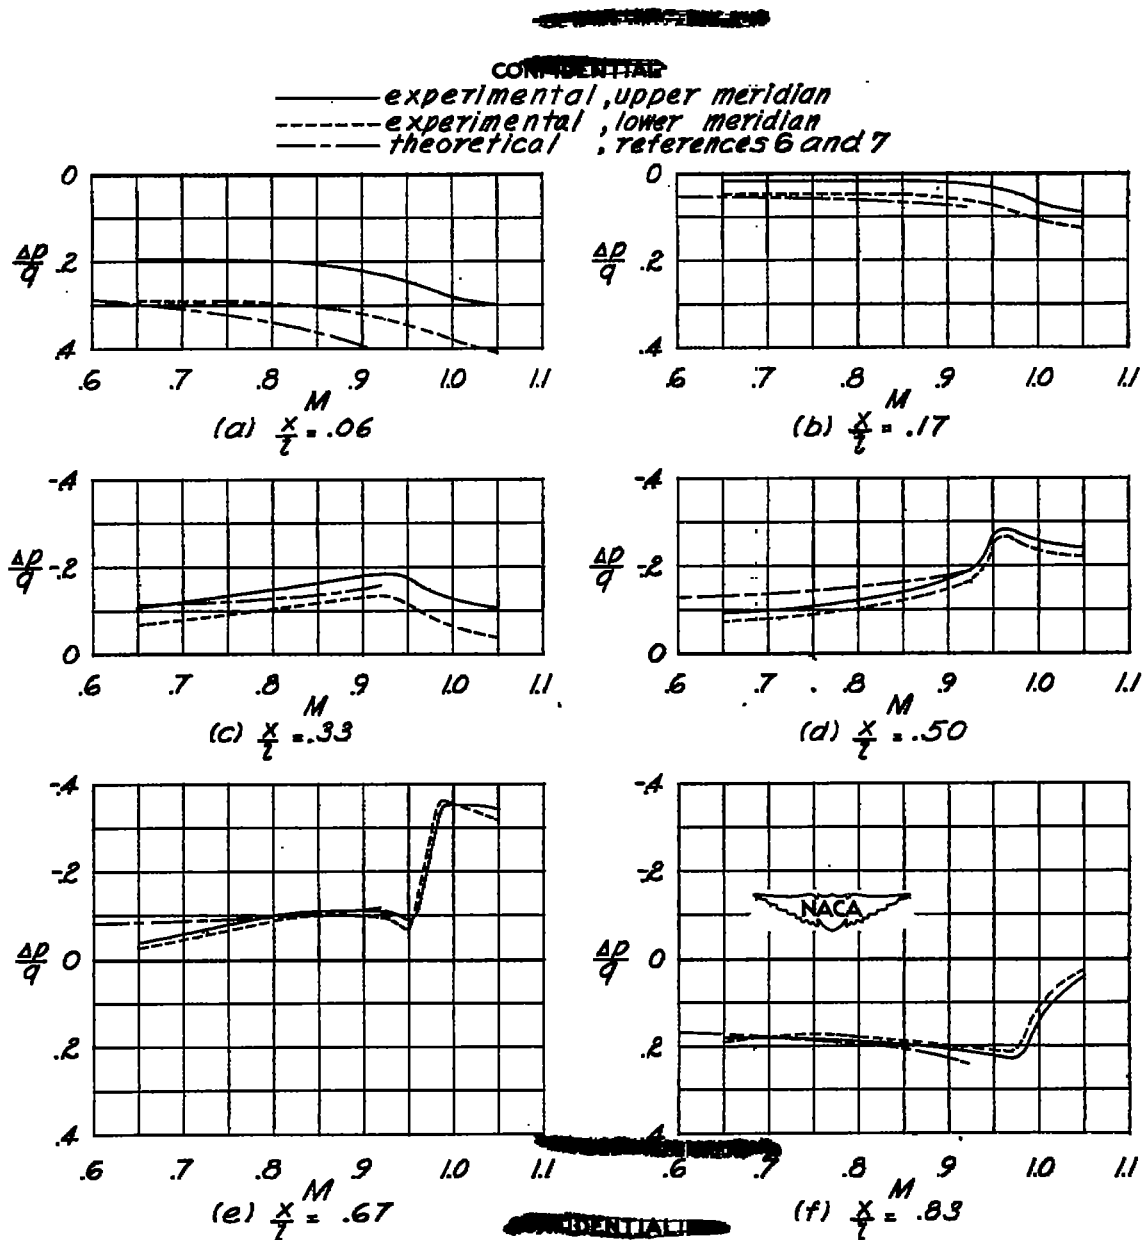 CONFIDENTIAL
experimental, upper meridian
experimental, lower meridian
theoretical, references 6 and 7
0 .2 .4
Δp/q
.6 .7 .8 .9 1.0 1.1
M
(a) x/l = .06
0 .2 .4
Δp/q
.6 .7 .8 .9 1.0 1.1
M
(b) x/l = .17
-.4 -.2 0
Δp/q
.6 .7 .8 .9 1.0 1.1
M
(c) x/l = .33
-.4 -.2 0
Δp/q
.6 .7 .8 .9 1.0 1.1
M
(d) x/l = .50
-.4 -.2 0 .2 .4
Δp/q
.6 .7 .8 .9 1.0 1.1
M
(e) x/l = .67
-.4 -.2 0 .2 .4
Δp/q
NACA
.6 .7 .8 .9 1.0 1.1
M
(f) x/l = .83